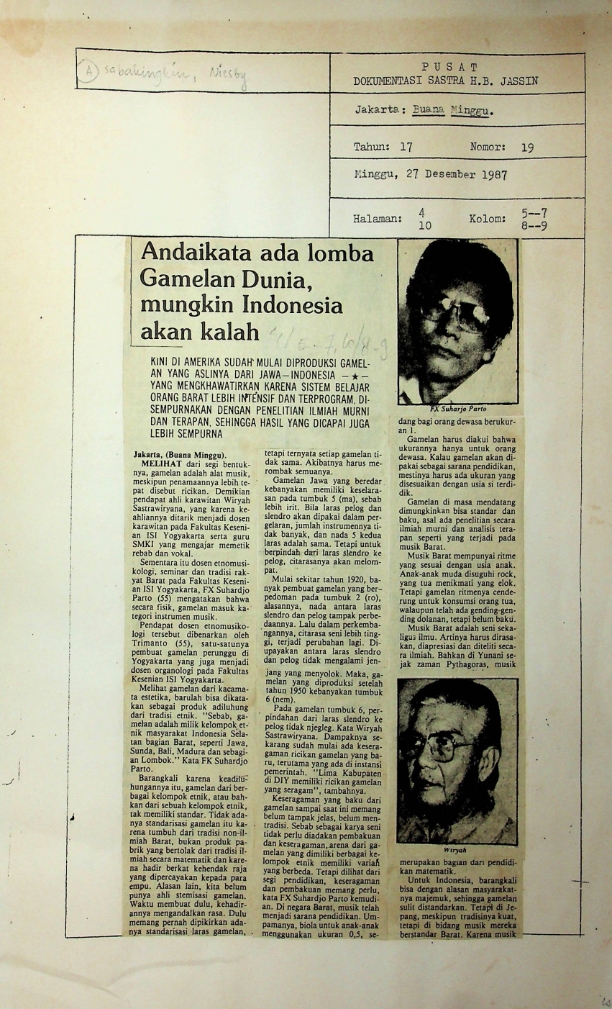 (A) sabakingkin, Niesby
P U S A T
DOKUMENTASI SASTRA H.B. JASSIN
Jakarta: Buana Minggu.
Tahun: 17 Nomor: 19
Minggu, 27 Desember 1987
Halaman: 4 Kolom: 5--7
10 8--9
Andaikata ada lomba
Gamelan Dunia,
mungkin Indonesia
akan kalah
KINI DI AMERIKA SUDAH MULAI DIPRODUKSI GAMEL-
AN YANG ASLINYA DARI JAWA—INDONESIA —★—
YANG MENGKHAWATIRKAN KARENA SISTEM BELAJAR
ORANG BARAT LEBIH INTENSIF DAN TERPROGRAM, DI-
SEMPURNAKAN DENGAN PENELITIAN ILMIAH MURNI
DAN TERAPAN, SEHINGGA HASIL YANG DICAPAI JUGA
LEBIH SEMPURNA
Jakarta, (Buana Minggu).
MELIHAT dari segi bentuk-
nya, gamelan adalah alat musik,
meskipun penamaannya lebih te-
pat disebut ricikan. Demikian
pendapat ahli karawitan Wiryah
Sastrawiryana, yang karena ke-
ahliannya ditarik menjadi dosen
karawitan pada Fakultas Keseni-
an ISI Yogyakarta serta guru
SMKI yang mengajar memetik
rebab dan vokal.
Sementara itu dosen etnomusi-
kologi, seminar dan tradisi rak-
yat Barat pada Fakultas Keseni-
an ISI Yogyakarta, FX Suhardjo
Parto (55) mengatakan bahwa
secara fisik, gamelan masuk ka-
tegori instrumen musik.
Pendapat dosen etnomusiko-
logi tersebut dibenarkan oleh
Trimanto (55), satu-satunya
pembuat gamelan perunggu di
Yogyakarta yang juga menjadi
dosen organologi pada Fakultas
Kesenian ISI Yogyakarta.
Melihat gamelan dari kacama-
ta estetika, barulah bisa dikata-
kan sebagai produk adiluhung
dari tradisi etnik. "Sebab, ga-
melan adalah milik kelompok et-
nik masyarakat Indonesia Sela-
tan bagian Barat, seperti Jawa,
Sunda, Bali, Madura dan sebagi-
an Lombok." Kata FX Suhardjo
Parto.
Barangkali karena keadilu-
hungannya itu, gamelan dari ber-
bagai kelompok etnik, atau bah-
kan dari sebuah kelompok etnik,
tak memiliki standar. Tidak ada-
nya standarisasi gamelan itu ka-
rena tumbuh dari tradisi non-il-
miah Barat, bukan produk pa-
brik yang bertolak dari tradisi il-
miah secara matematik dan kare-
na hadir berkat kehendak raja
yang dipercayakan kepada para
empu. Alasan lain, kita belum
punya ahli stemisasi gamelan.
Waktu membuat dulu, kehadir-
annya mengandalkan rasa. Dulu
memang pernah dipikirkan ada-
nya standarisasi laras gamelan,
tetapi ternyata setiap gamelan ti-
dak sama. Akibatnya harus me-
rombak semuanya.
Gamelan Jawa yang beredar
kebanyakan memiliki keselara-
san pada tumbuk 5 (ma), sebab
lebih irit. Bila laras pelog dan
slendro akan dipakai dalam per-
gelaran, jumlah instrumennya ti-
dak banyak, dan nada 5 kedua
laras adalah sama. Tetapi untuk
berpindah dari laras slendro ke
pelog, citarasanya akan melom-
pat.
Mulai sekitar tahun 1920, ba-
nyak pembuat gamelan yang ber-
pedoman pada tumbuk 2 (ro),
alasannya, nada antara laras
slendro dan pelog tampak perbe-
daannya. Lalu dalam perkemba-
ngannya, citarasa seni lebih ting-
gi, terjadi perubahan lagi. Di-
upayakan antara laras slendro
dan pelog tidak mengalami jen-
jang yang menyolok. Maka, ga-
melan yang diproduksi setelah
tahun 1950 kebanyakan tumbuk
6 (nem).
Pada gamelan tumbuk 6, per-
pindahan dari laras slendro ke
pelog tidak njegleg. Kata Wiryah
Sastrawiryana. Dampaknya se-
karang sudah mulai ada kesera-
gaman ricikan gamelan yang ba-
ru, terutama yang ada di instansi
pemerintah. "Lima Kabupaten
di DIY memiliki ricikan gamelan
yang seragam", tambahnya.
Keseragaman yang baku dari
gamelan sampai saat ini memang
belum tampak jelas, belum men-
tradisi. Sebab sebagai karya seni
tidak perlu diadakan pembakuan
dan keseragaman,arena dari ga-
melan yang dimiliki berbagai ke-
lompok etnik memiliki varian
yang berbeda. Tetapi dilihat dari
segi pendidikan, keseragaman
dan pembakuan memang perlu,
kata FX Suhardjo Parto kemudi-
an. Di negara Barat, musik telah
menjadi sarana pendidikan. Um-
pamanya, biola untuk anak-anak
menggunakan ukuran 0,5, se-
FX Suharjo Parto
dang bagi orang dewasa berukur-
an 1.
Gamelan harus diakui bahwa
ukurannya hanya untuk orang
dewasa. Kalau gamelan akan di-
pakai sebagai sarana pendidikan,
mestinya harus ada ukuran yang
disesuaikan dengan usia si terdi-
dik.
Gamelan di masa mendatang
dimungkinkan bisa standar dan
baku, asal ada penelitian secara
ilmiah murni dan analisis tera-
pan seperti yang terjadi pada
musik Barat.
Musik Barat mempunyai ritme
yang sesuai dengan usia anak.
Anak-anak muda disuguhi rock,
yang tua menikmati yang elok.
Tetapi gamelan ritmenya cende-
rung untuk konsumsi orang tua,
walaupun telah ada gending-gen-
ding dolanan, tetapi belum baku.
Musik Barat adalah seni seka-
ligus ilmu. Artinya harus dirasa-
kan, diapresiasi dan diteliti seca-
ra ilmiah. Bahkan di Yunani se-
jak zaman Pythagoras, musik
Wiryah
merupakan bagian dari pendidi-
kan matematik.
Untuk Indonesia, barangkali
bisa dengan alasan masyarakat-
nya majemuk, sehingga gamelan
sulit distandarkan. Tetapi di Je-
pang, meskipun tradisinya kuat,
tetapi di bidang musik mereka
berstandar Barat. Karena musik